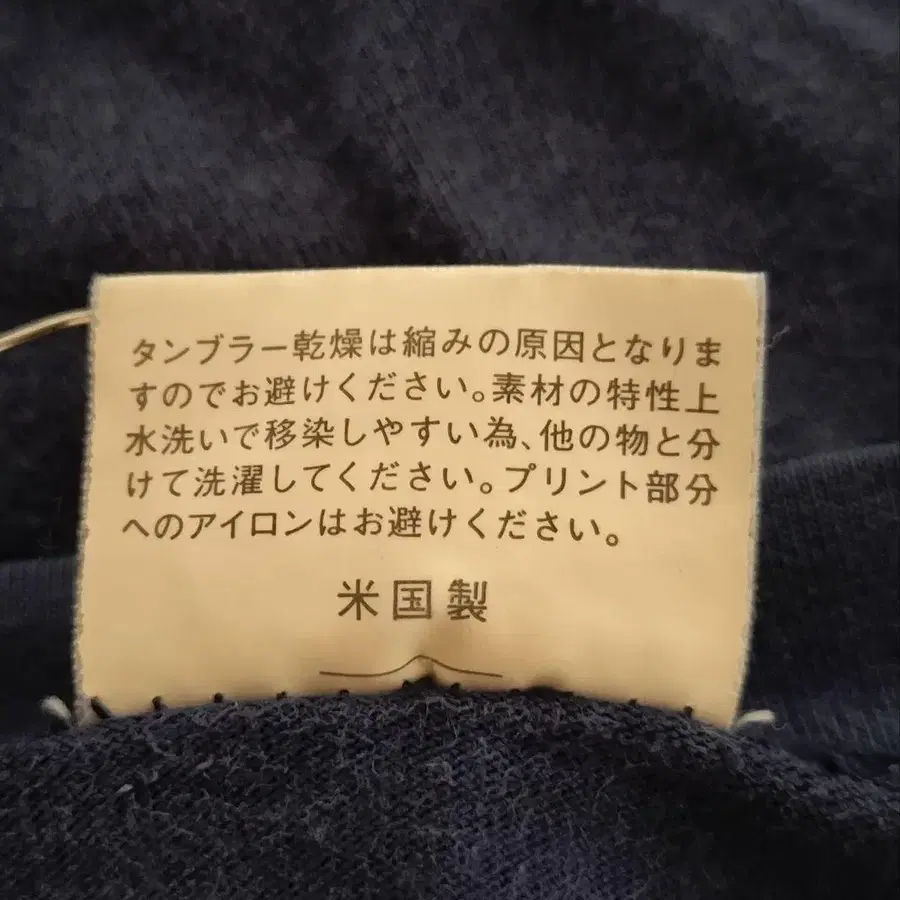 タンブラー乾燥は縮みの原因となりま
すのでお避けください。素材の特性上
水洗いで移染しやすい為、他の物と分
けて洗濯してください。プリント部分
へのアイロンはお避けください。
米国製